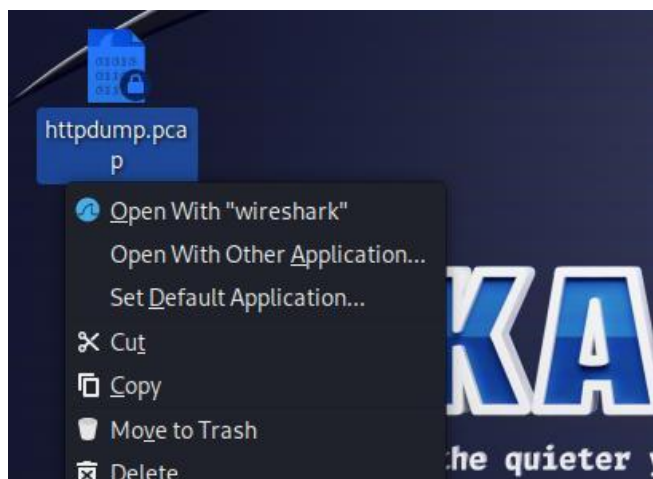 httpdump.pca
p
Open With "wireshark"
Open With Other Application...
Set Default Application...
Cut
Copy
Move to Trash
Delete
KA
the quieter y